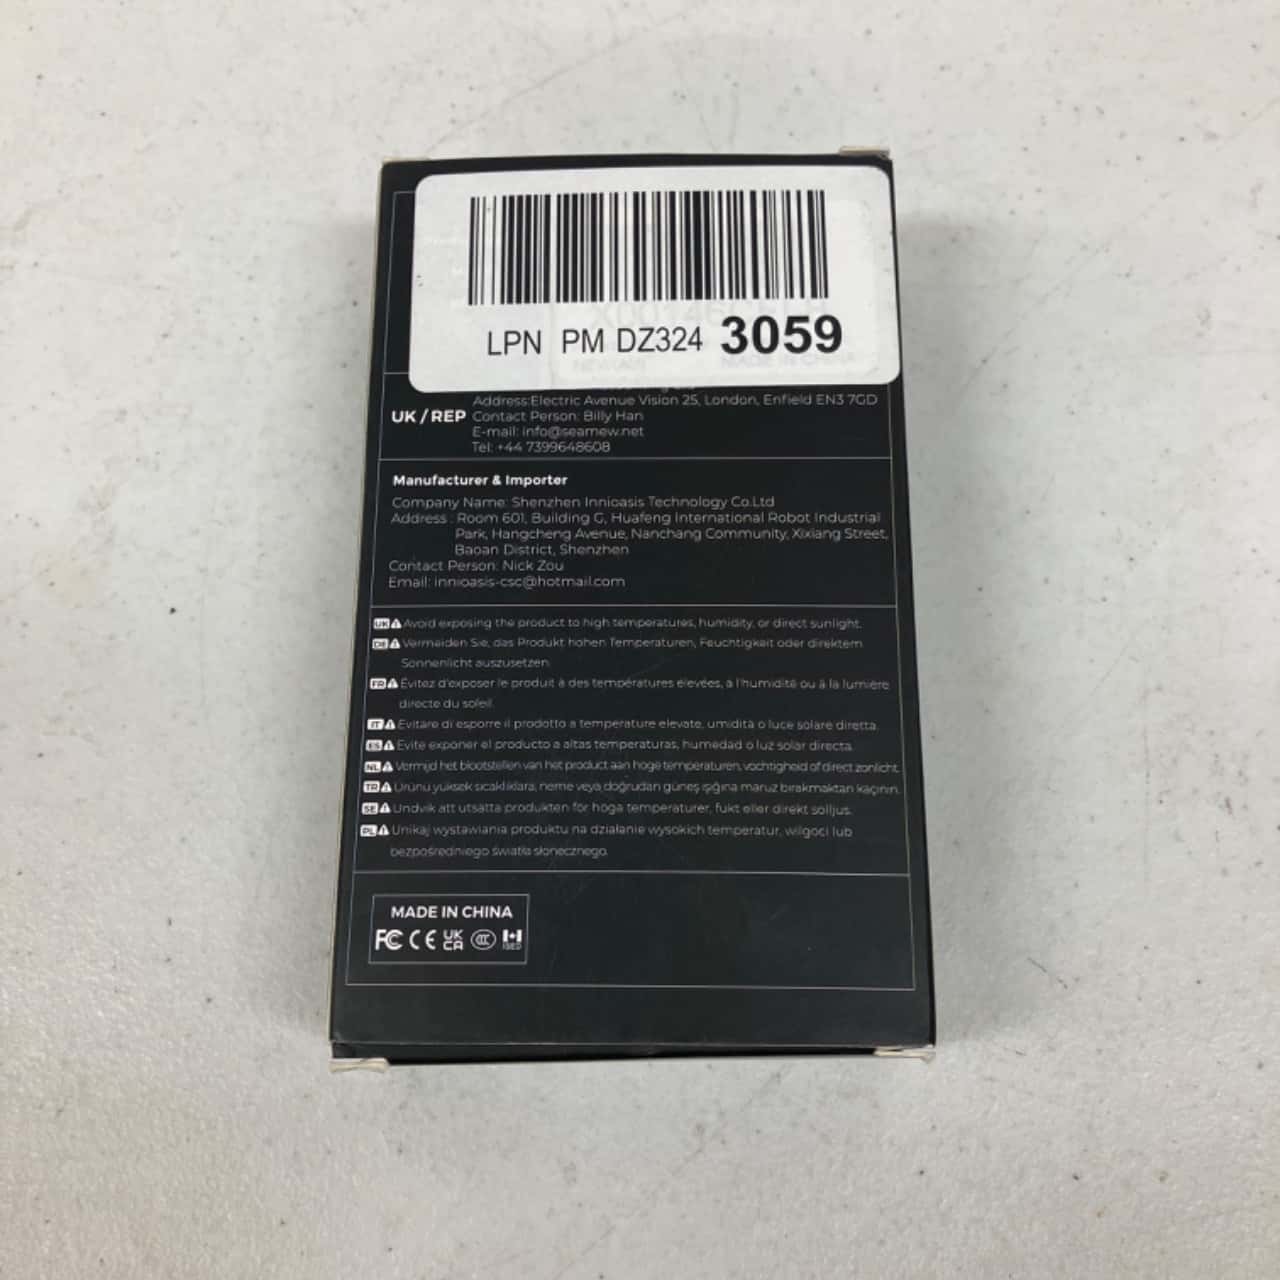 LPN PM DZ324 3059
MADE IN CHINA
Address:Electric Avenue Vision 25, London, Enfield EN3 7GD
UK / REP Contact Person: Billy Han
E-mail: info@seamew.net
Tel: +44 7399648608
Manufacturer & Importer
Company Name: Shenzhen Innioasis Technology Co.Ltd
Address : Room 601, Building G, Huafeng International Robot Industrial
Park, Hangcheng Avenue, Nanchang Community, Xixiang Street,
Baoan District, Shenzhen
Contact Person: Nick Zou
Email: innioasis-csc@hotmail.com
UK Avoid exposing the product to high temperatures, humidity, or direct sunlight.
DE Vermeiden Sie, das Produkt hohen Temperaturen, Feuchtigkeit oder direktem
Sonnenlicht auszusetzen.
FR Évitez d'exposer le produit à des températures élevées, à l'humidité ou à la lumière
directe du soleil.
IT Evitare di esporre il prodotto a temperature elevate, umidità o luce solare diretta.
ES Evite exponer el producto a altas temperaturas, humedad o luz solar directa.
NL Vermijd het blootstellen van het product aan hoge temperaturen, vochtigheid of direct zonlicht.
TR Ürünü yüksek sıcaklıklara, neme veya doğrudan güneş ışığına maruz bırakmaktan kaçının.
SE Undvik att utsätta produkten för höga temperaturer, fukt eller direkt solljus.
PL Unikaj wystawiania produktu na działanie wysokich temperatur, wilgoci lub
bezpośredniego światła słonecznego.
MADE IN CHINA
FC CE UK CA CCC ISED